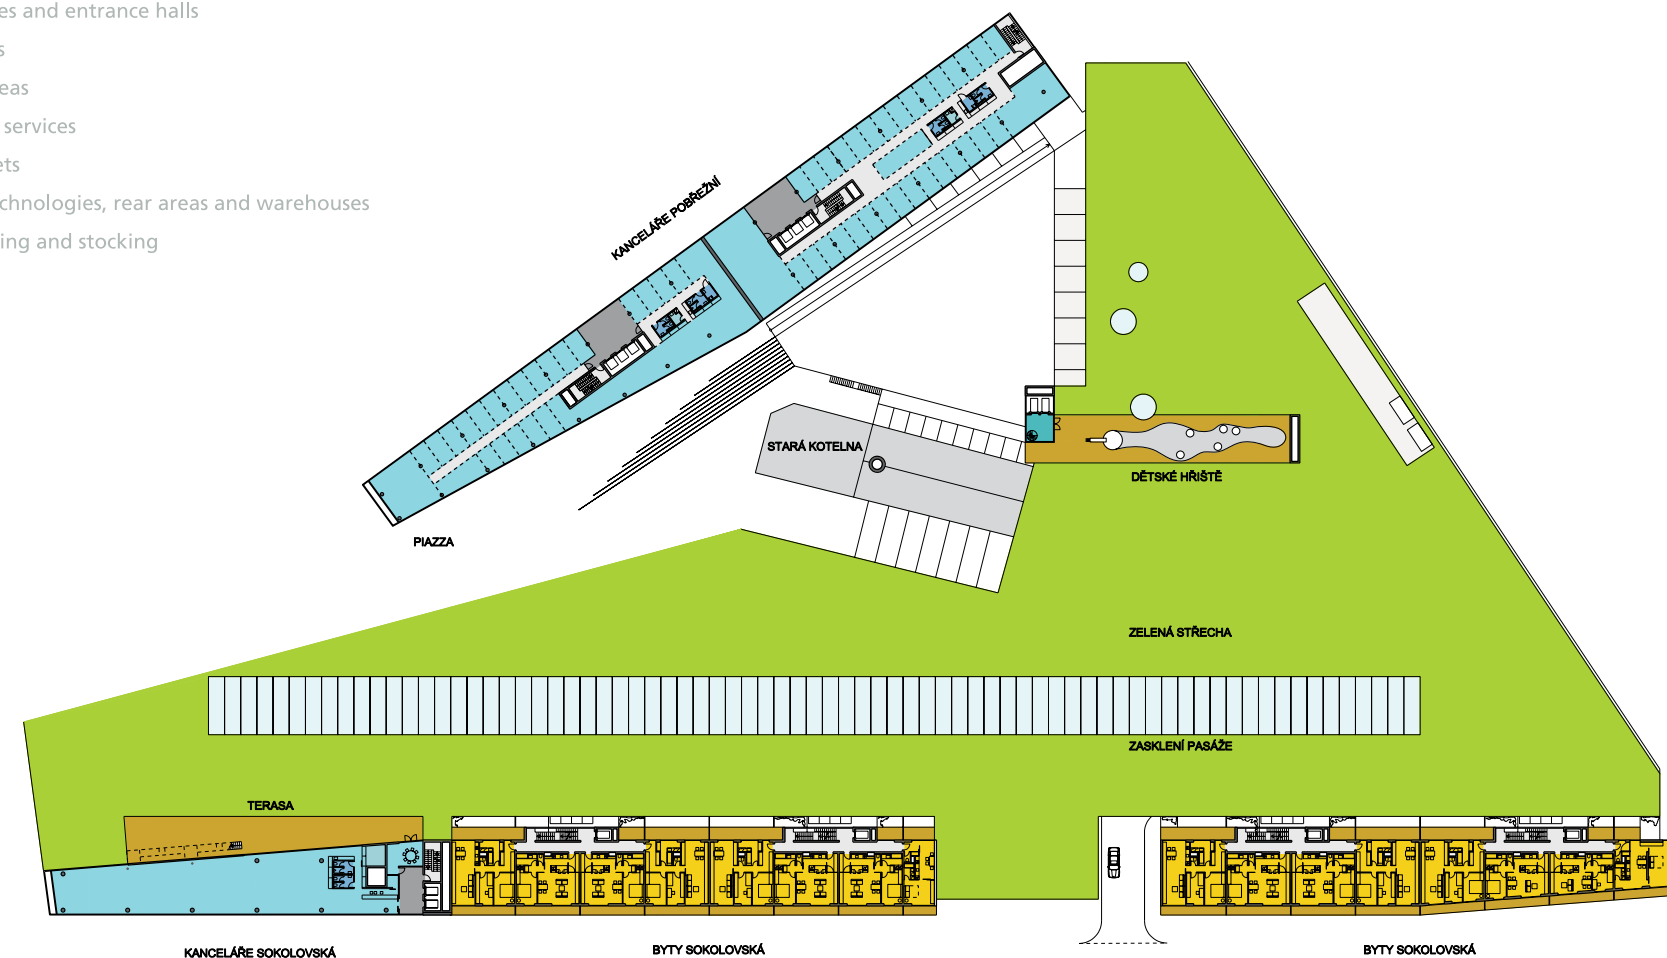 es and entrance halls
s
eas
services
ets
chnologies, rear areas and warehouses
ing and stocking
KANCELÁŘE POBŘEŽNÍ
STARÁ KOTELNA
DĚTSKÉ HŘIŠTĚ
PIAZZA
ZELENÁ STŘECHA
ZASKLENÍ PASÁŽE
TERASA
KANCELÁŘE SOKOLOVSKÁ
BYTY SOKOLOVSKÁ
BYTY SOKOLOVSKÁ